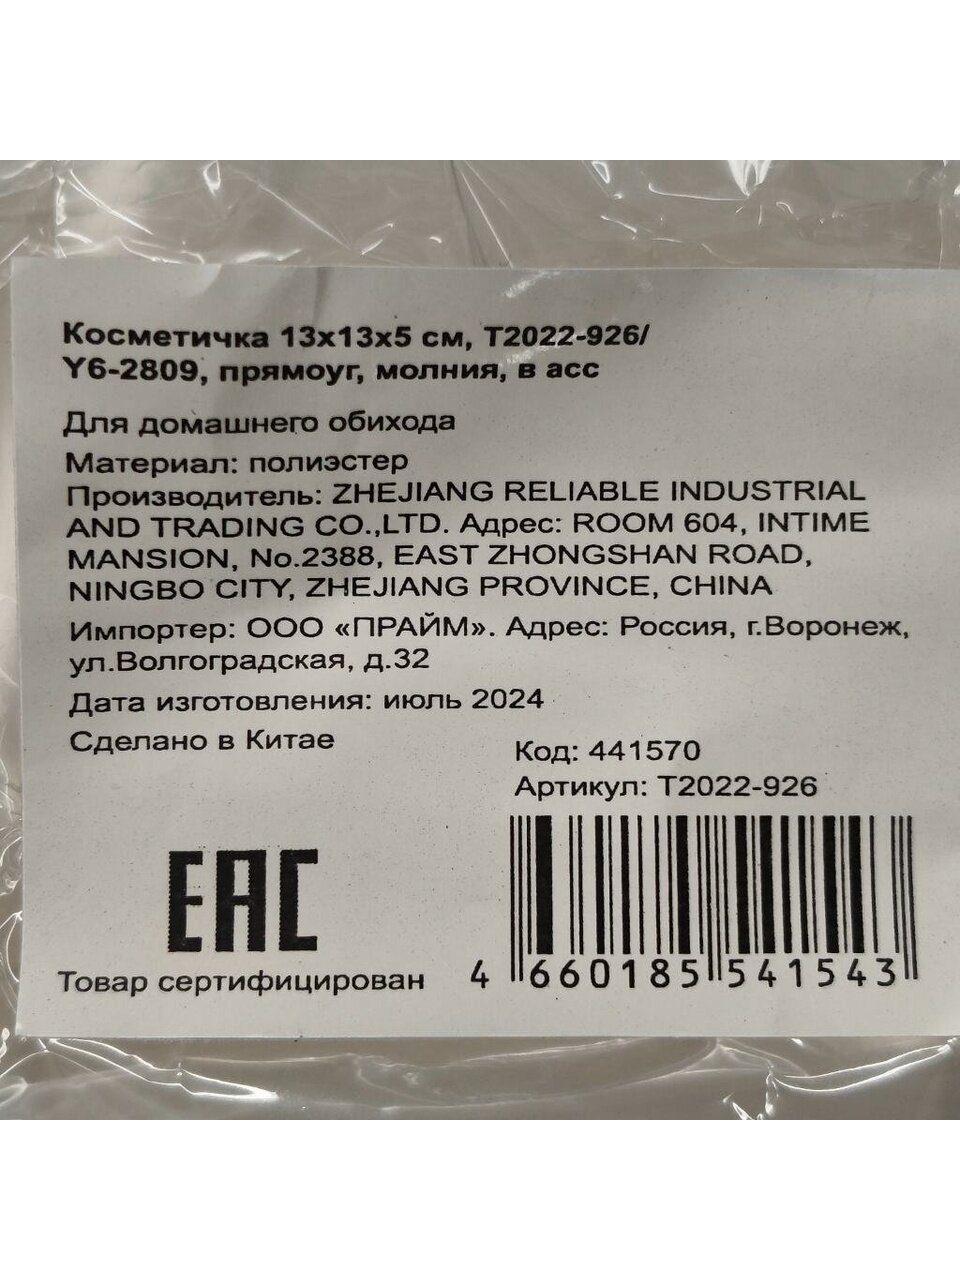 Косметичка 13х13х5 см, Т2022-926/
Y6-2809, прямоуг, молния, в асс
Для домашнего обихода
Материал: полиэстер
Производитель: ZHEJIANG RELIABLE INDUSTRIAL
AND TRADING CO.,LTD. Адрес: ROOM 604, INTIME
MANSION, No.2388, EAST ZHONGSHAN ROAD,
NINGBO CITY, ZHEJIANG PROVINCE, CHINA
Импортер: ООО «ПРАЙМ». Адрес: Россия, г.Воронеж,
ул.Волгоградская, д.32
Дата изготовления: июль 2024
Сделано в Китае
Код: 441570
Артикул: Т2022-926
EAC
Товар сертифицирован
4 660185 541543